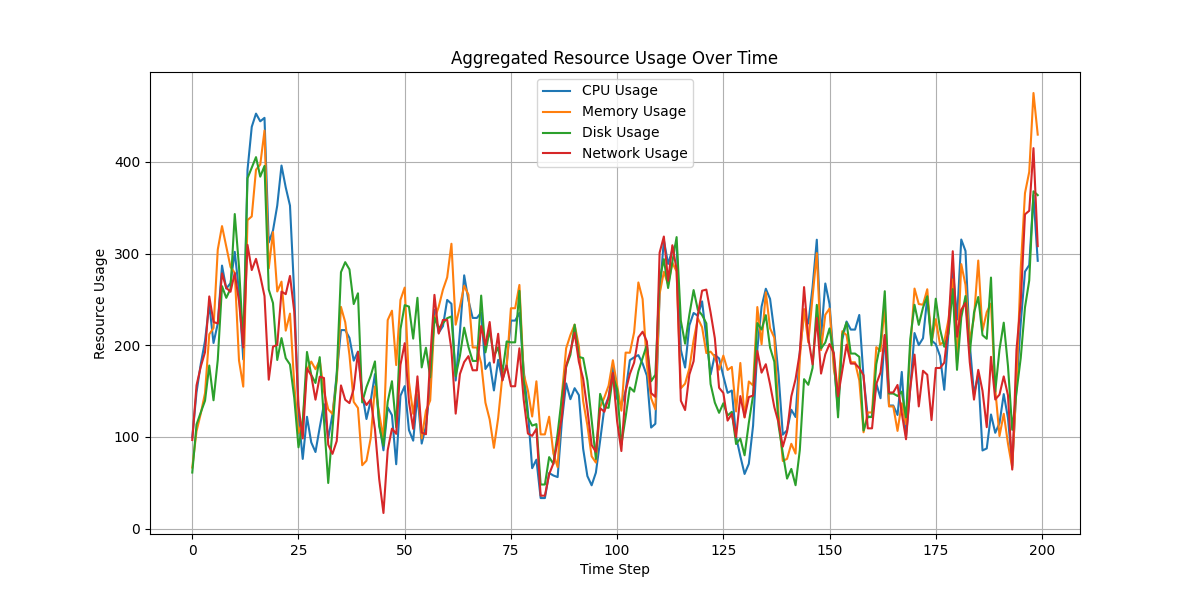 Aggregated Resource Usage Over Time
CPU Usage
Memory Usage
Disk Usage
Network Usage
Resource Usage
400
300
200
100
0
0 25 50 75 100 125 150 175 200
Time Step